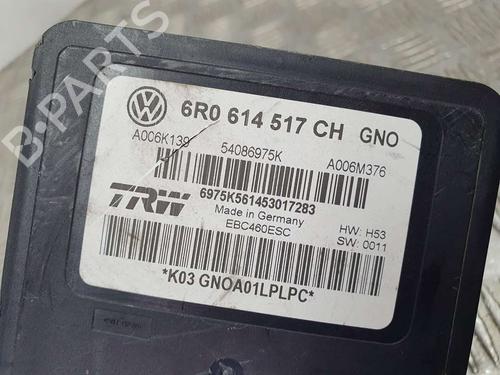 B-PARTS
6R0 614 517 CH GNO
A006K139 54086975K A006M376
6975K561453017283
TRW
Made in Germany
EBC460ESC
HW: H53
SW: 0011
*K03 GNOA01LPLPC*